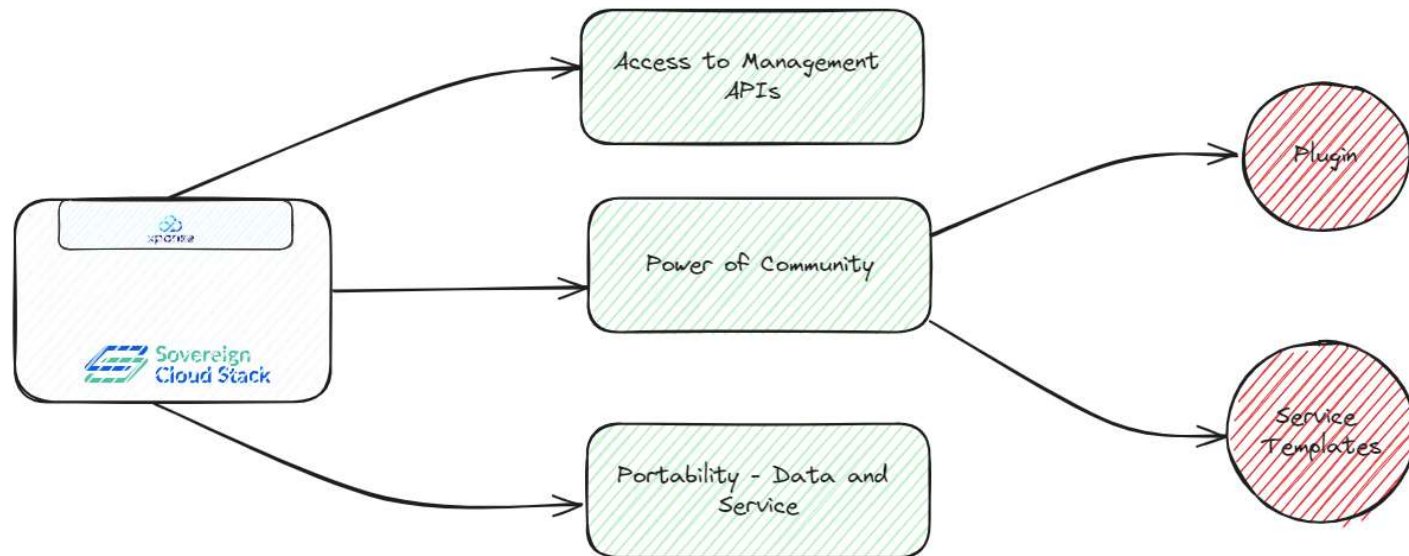 Access to Management
APIs
Plugin
xpanse
Power of Community
Sovereign
Cloud Stack
Service
Templates
Portability - Data and
Service